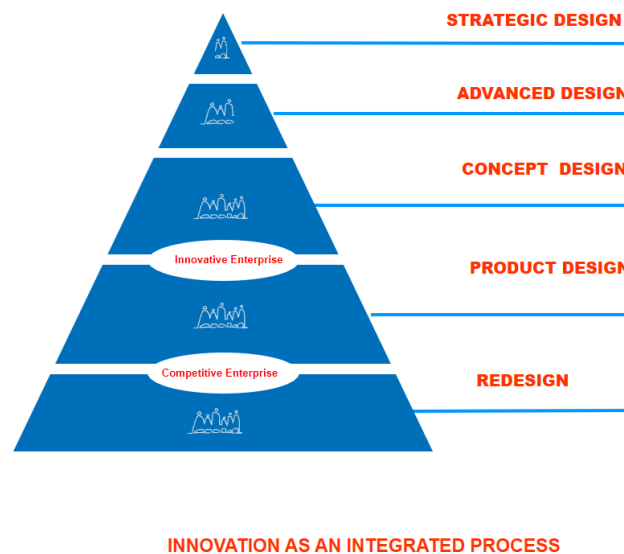 STRATEGIC DESIGN
ADVANCED DESIGN
CONCEPT DESIGN
Innovative Enterprise
PRODUCT DESIGN
Competitive Enterprise
REDESIGN
INNOVATION AS AN INTEGRATED PROCESS